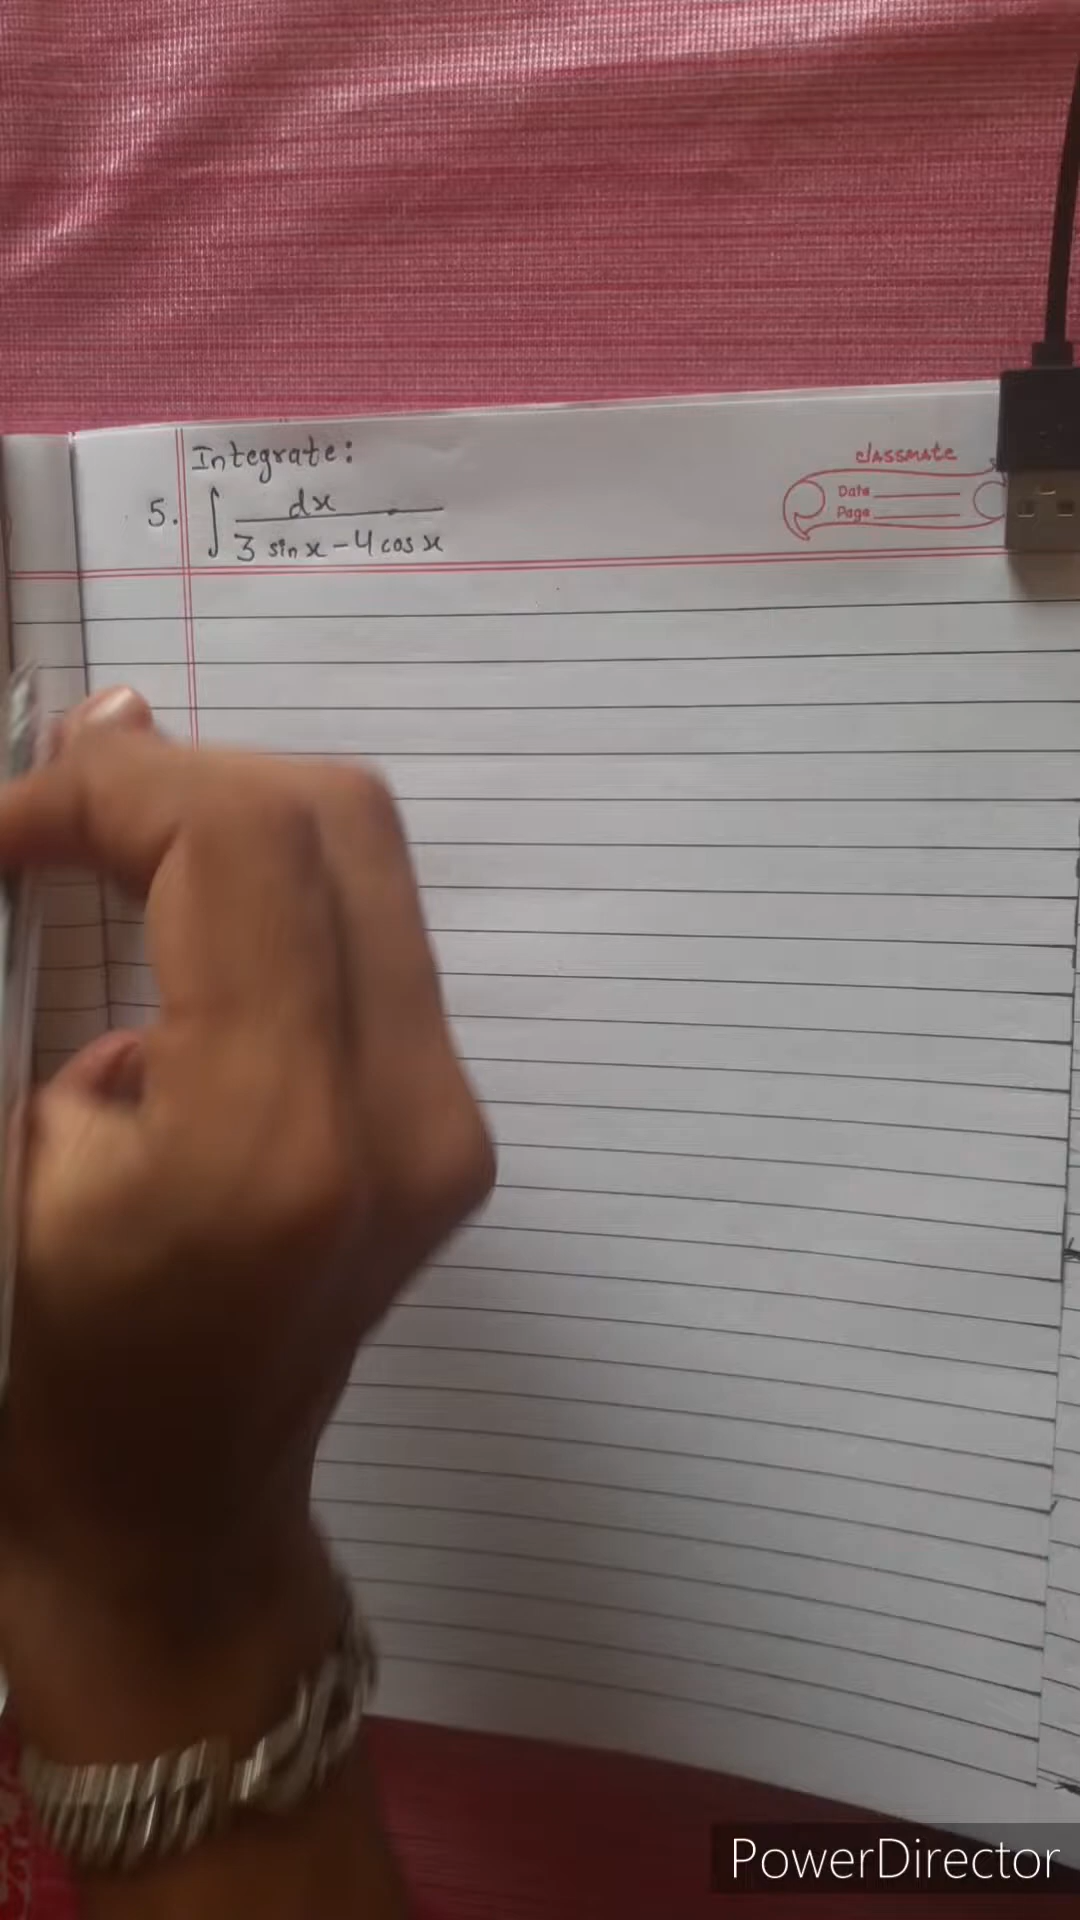 Integrate:
5. ∫ dx / (3 sin x - 4 cos x)
classmate
Date
Page
PowerDirector